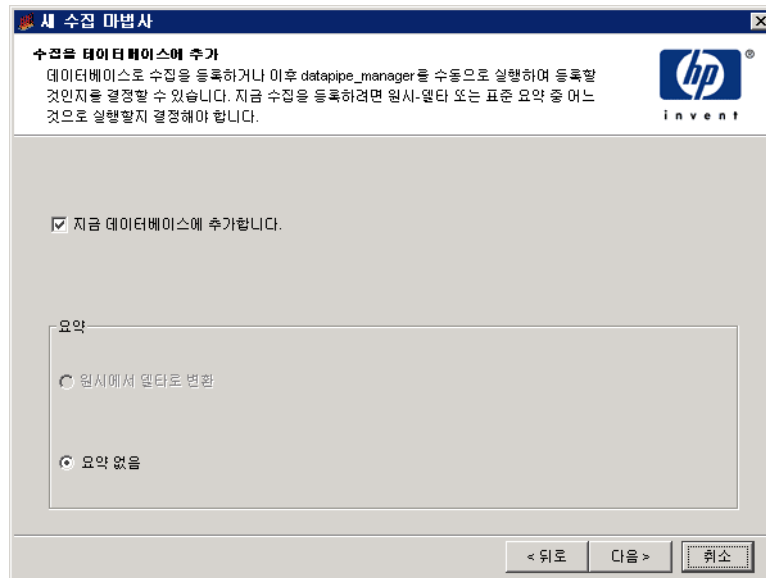 새 수집 마법사
수집을 데이터베이스에 추가
데이터베이스로 수집을 등록하거나 이후 datapipe_manager를 수동으로 실행하여 등록할
것인지를 결정할 수 있습니다. 지금 수집을 등록하려면 원시-델타 또는 표준 요약 중 어느
것으로 실행할지 결정해야 합니다.
hp ®
invent
지금 데이터베이스에 추가합니다.
요약
원시에서 델타로 변환
요약 없음
< 뒤로
다음 >
취소